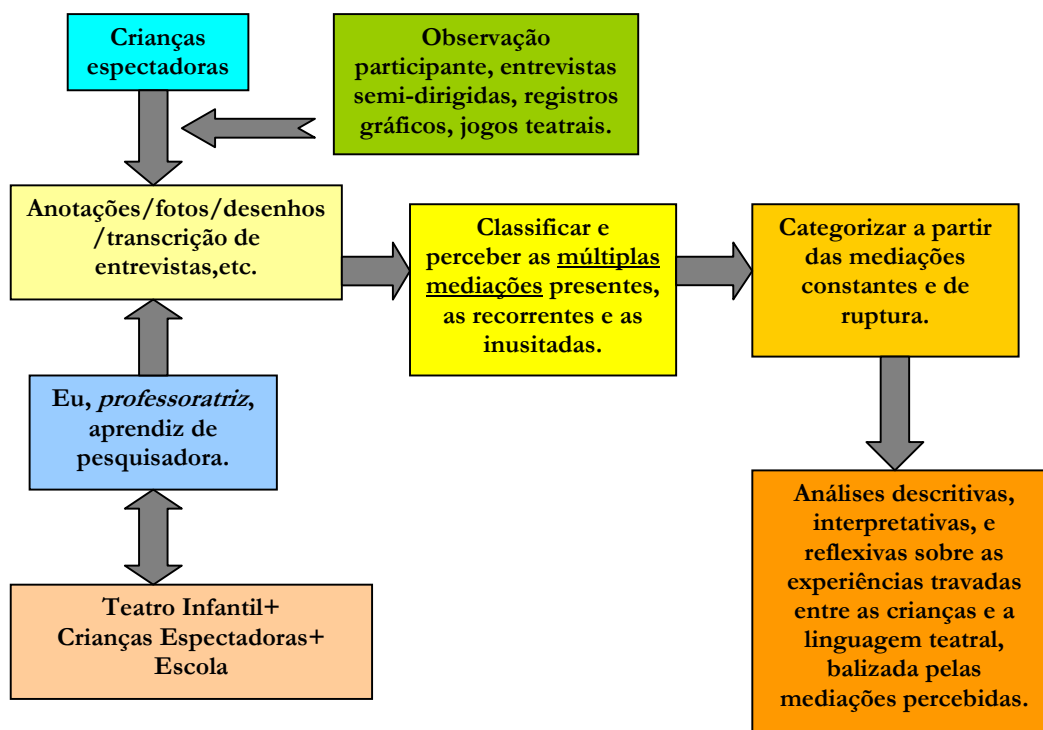 Crianças
espectadoras
Observação
participante, entrevistas
semi-dirigidas, registros
gráficos, jogos teatrais.
Anotações/fotos/desenhos
/transcrição de
entrevistas,etc.
Classificar e
perceber as múltiplas
mediações presentes,
as recorrentes e as
inusitadas.
Categorizar a partir
das mediações
constantes e de
ruptura.
Eu, professoratriz,
aprendiz de
pesquisadora.
Análises descritivas,
interpretativas, e
reflexivas sobre as
experiências travadas
entre as crianças e a
linguagem teatral,
balizada pelas
mediações percebidas.
Teatro Infantil+
Crianças Espectadoras+
Escola